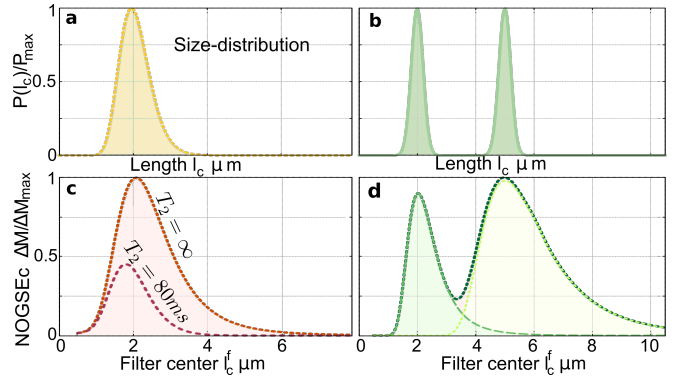 a
Size-distribution
b
P(l_c)/P_max
1
0.5
0
Length l_c μm
Length l_c μm
c
T_2 = ∞
T_2 = 80ms
d
NOGSEc ΔM/ΔM_max
1
0.5
0
0 2 4 6
0 2 4 6 8 10
Filter center l_c^f μm
Filter center l_c^f μm